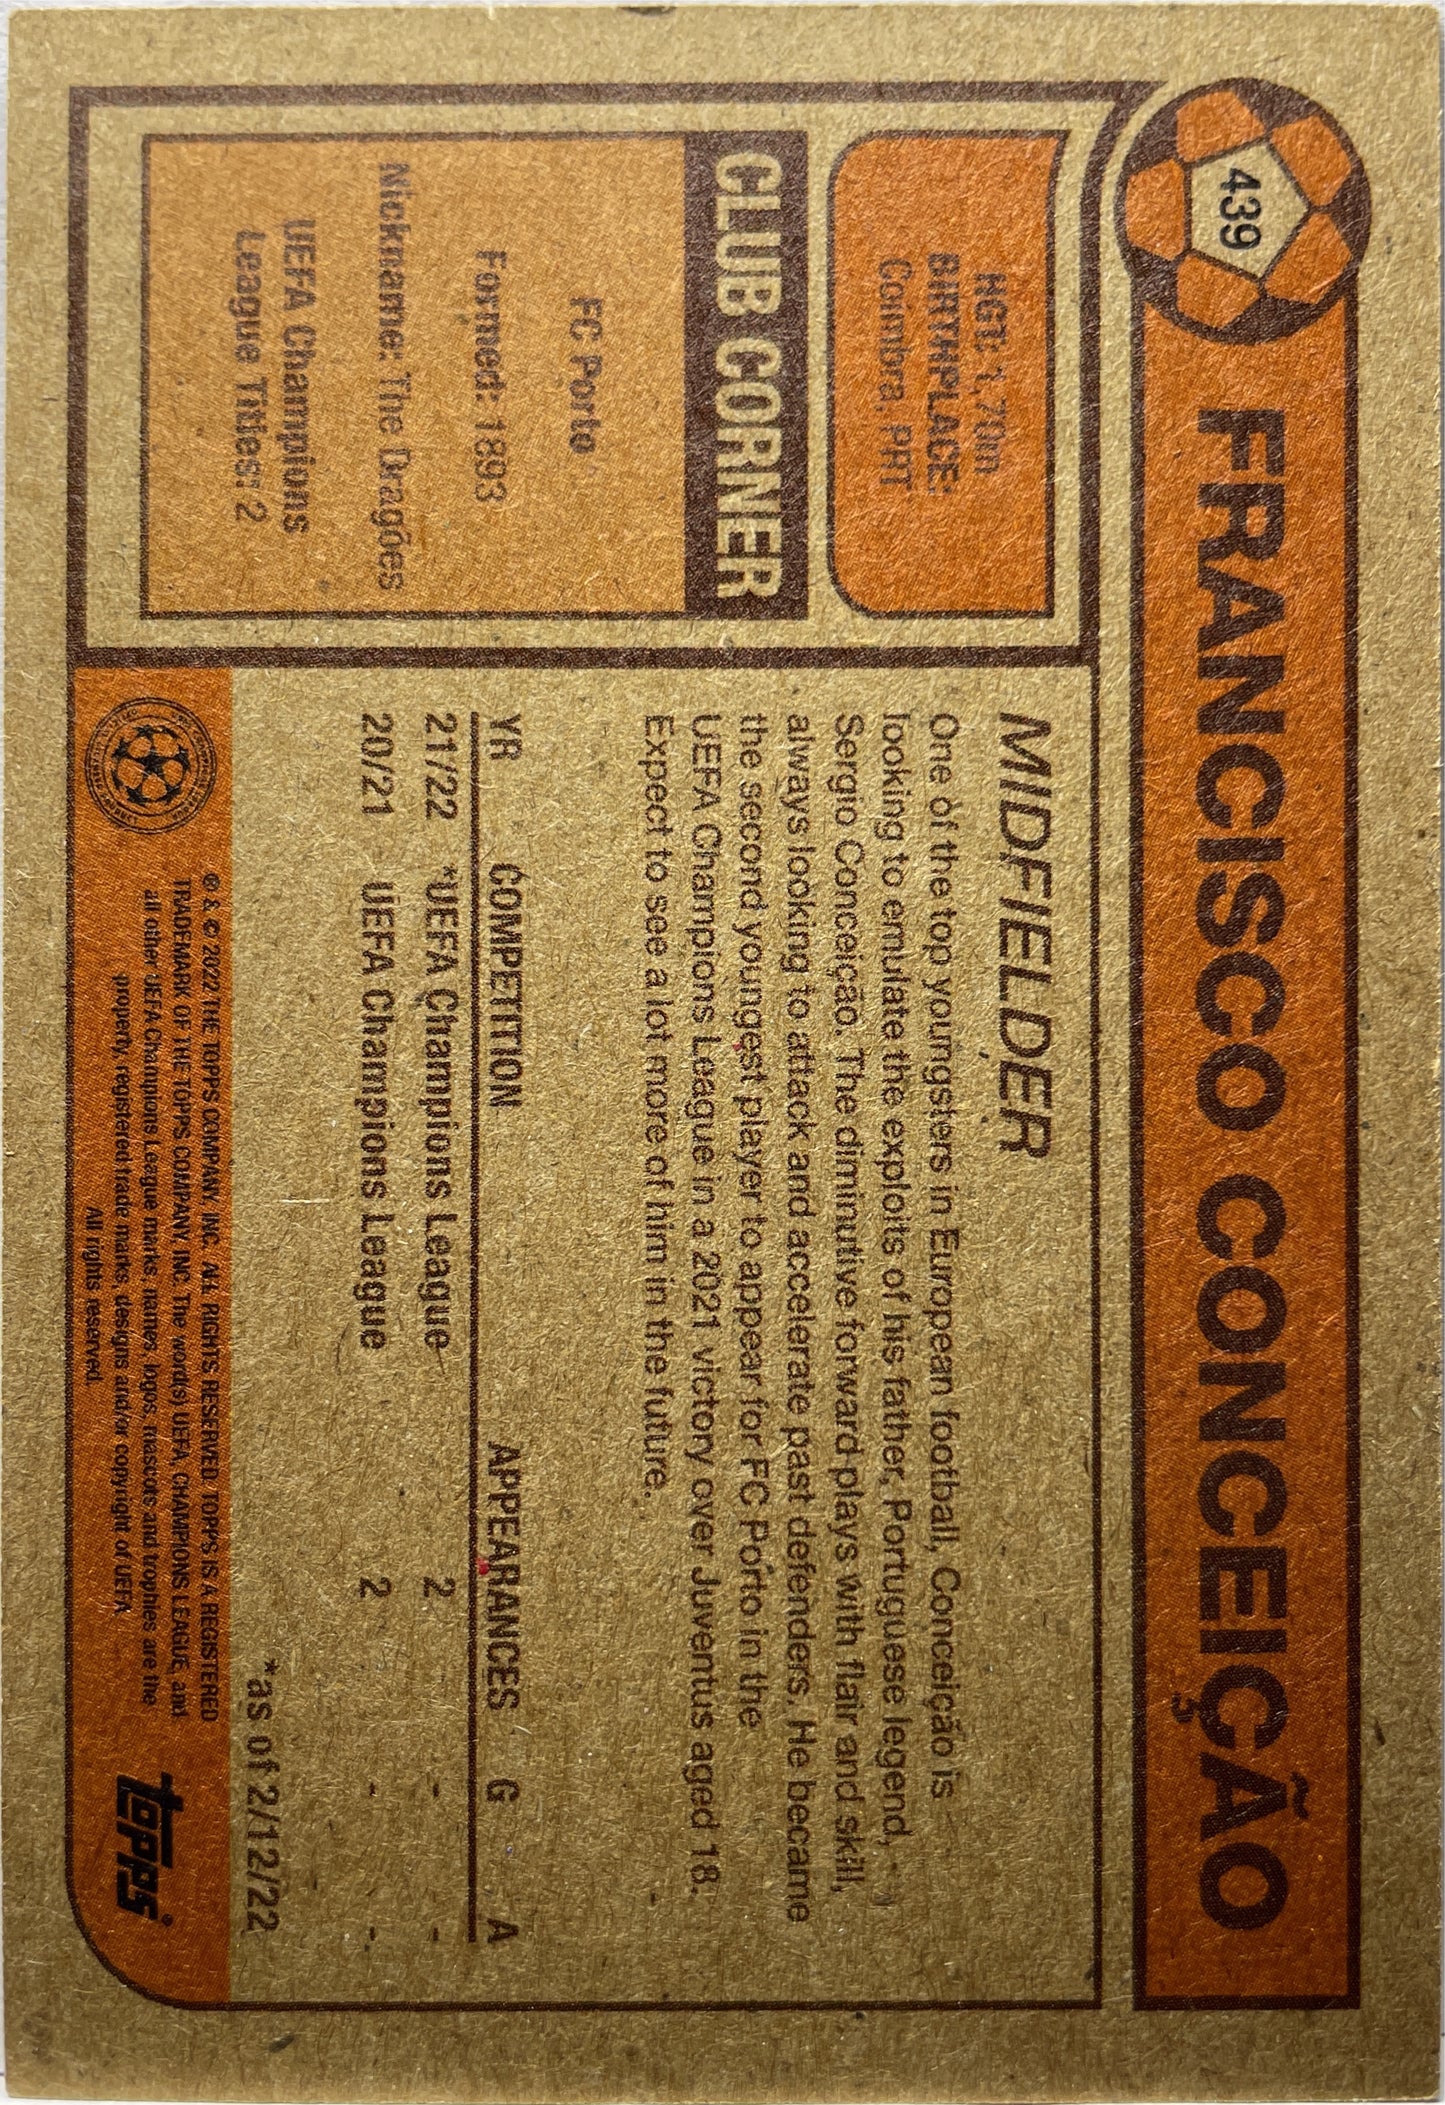 439
FRANCISCO CONCEIÇÃO
HGT: 1,70m
BIRTHPLACE:
Coimbra, PRT
CLUB CORNER
FC Porto
Formed: 1893
Nickname: The Dragões
UEFA Champions
League Titles: 2
MIDFIELDER
One of the top youngsters in European football, Conceição is
looking to emulate the exploits of his father, Portuguese legend,
Sergio Conceição. The diminutive forward plays with flair and skill,
always looking to attack and accelerate past defenders. He became
the second youngest player to appear for FC Porto in the
UEFA Champions League in a 2021 victory over Juventus aged 18.
Expect to see a lot more of him in the future.
YR COMPETITION APPEARANCES G A
21/22 *UEFA Champions League 2 - -
20/21 UEFA Champions League 2 - -
*as of 2/12/22
® & © 2022 THE TOPPS COMPANY, INC. ALL RIGHTS RESERVED. TOPPS IS A REGISTERED
TRADEMARK OF THE TOPPS COMPANY INC. The word(s) UEFA, CHAMPIONS LEAGUE, and
all other UEFA Champions League marks, names, logos, mascots and trophies are the
property, registered trade marks, designs and/or copyright of UEFA
All rights reserved.
topps®